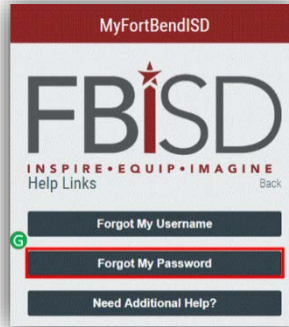 MyFortBendISD
FBISD
INSPIRE•EQUIP•IMAGINE
Help Links
Back
Forgot My Username
G
Forgot My Password
Need Additional Help?